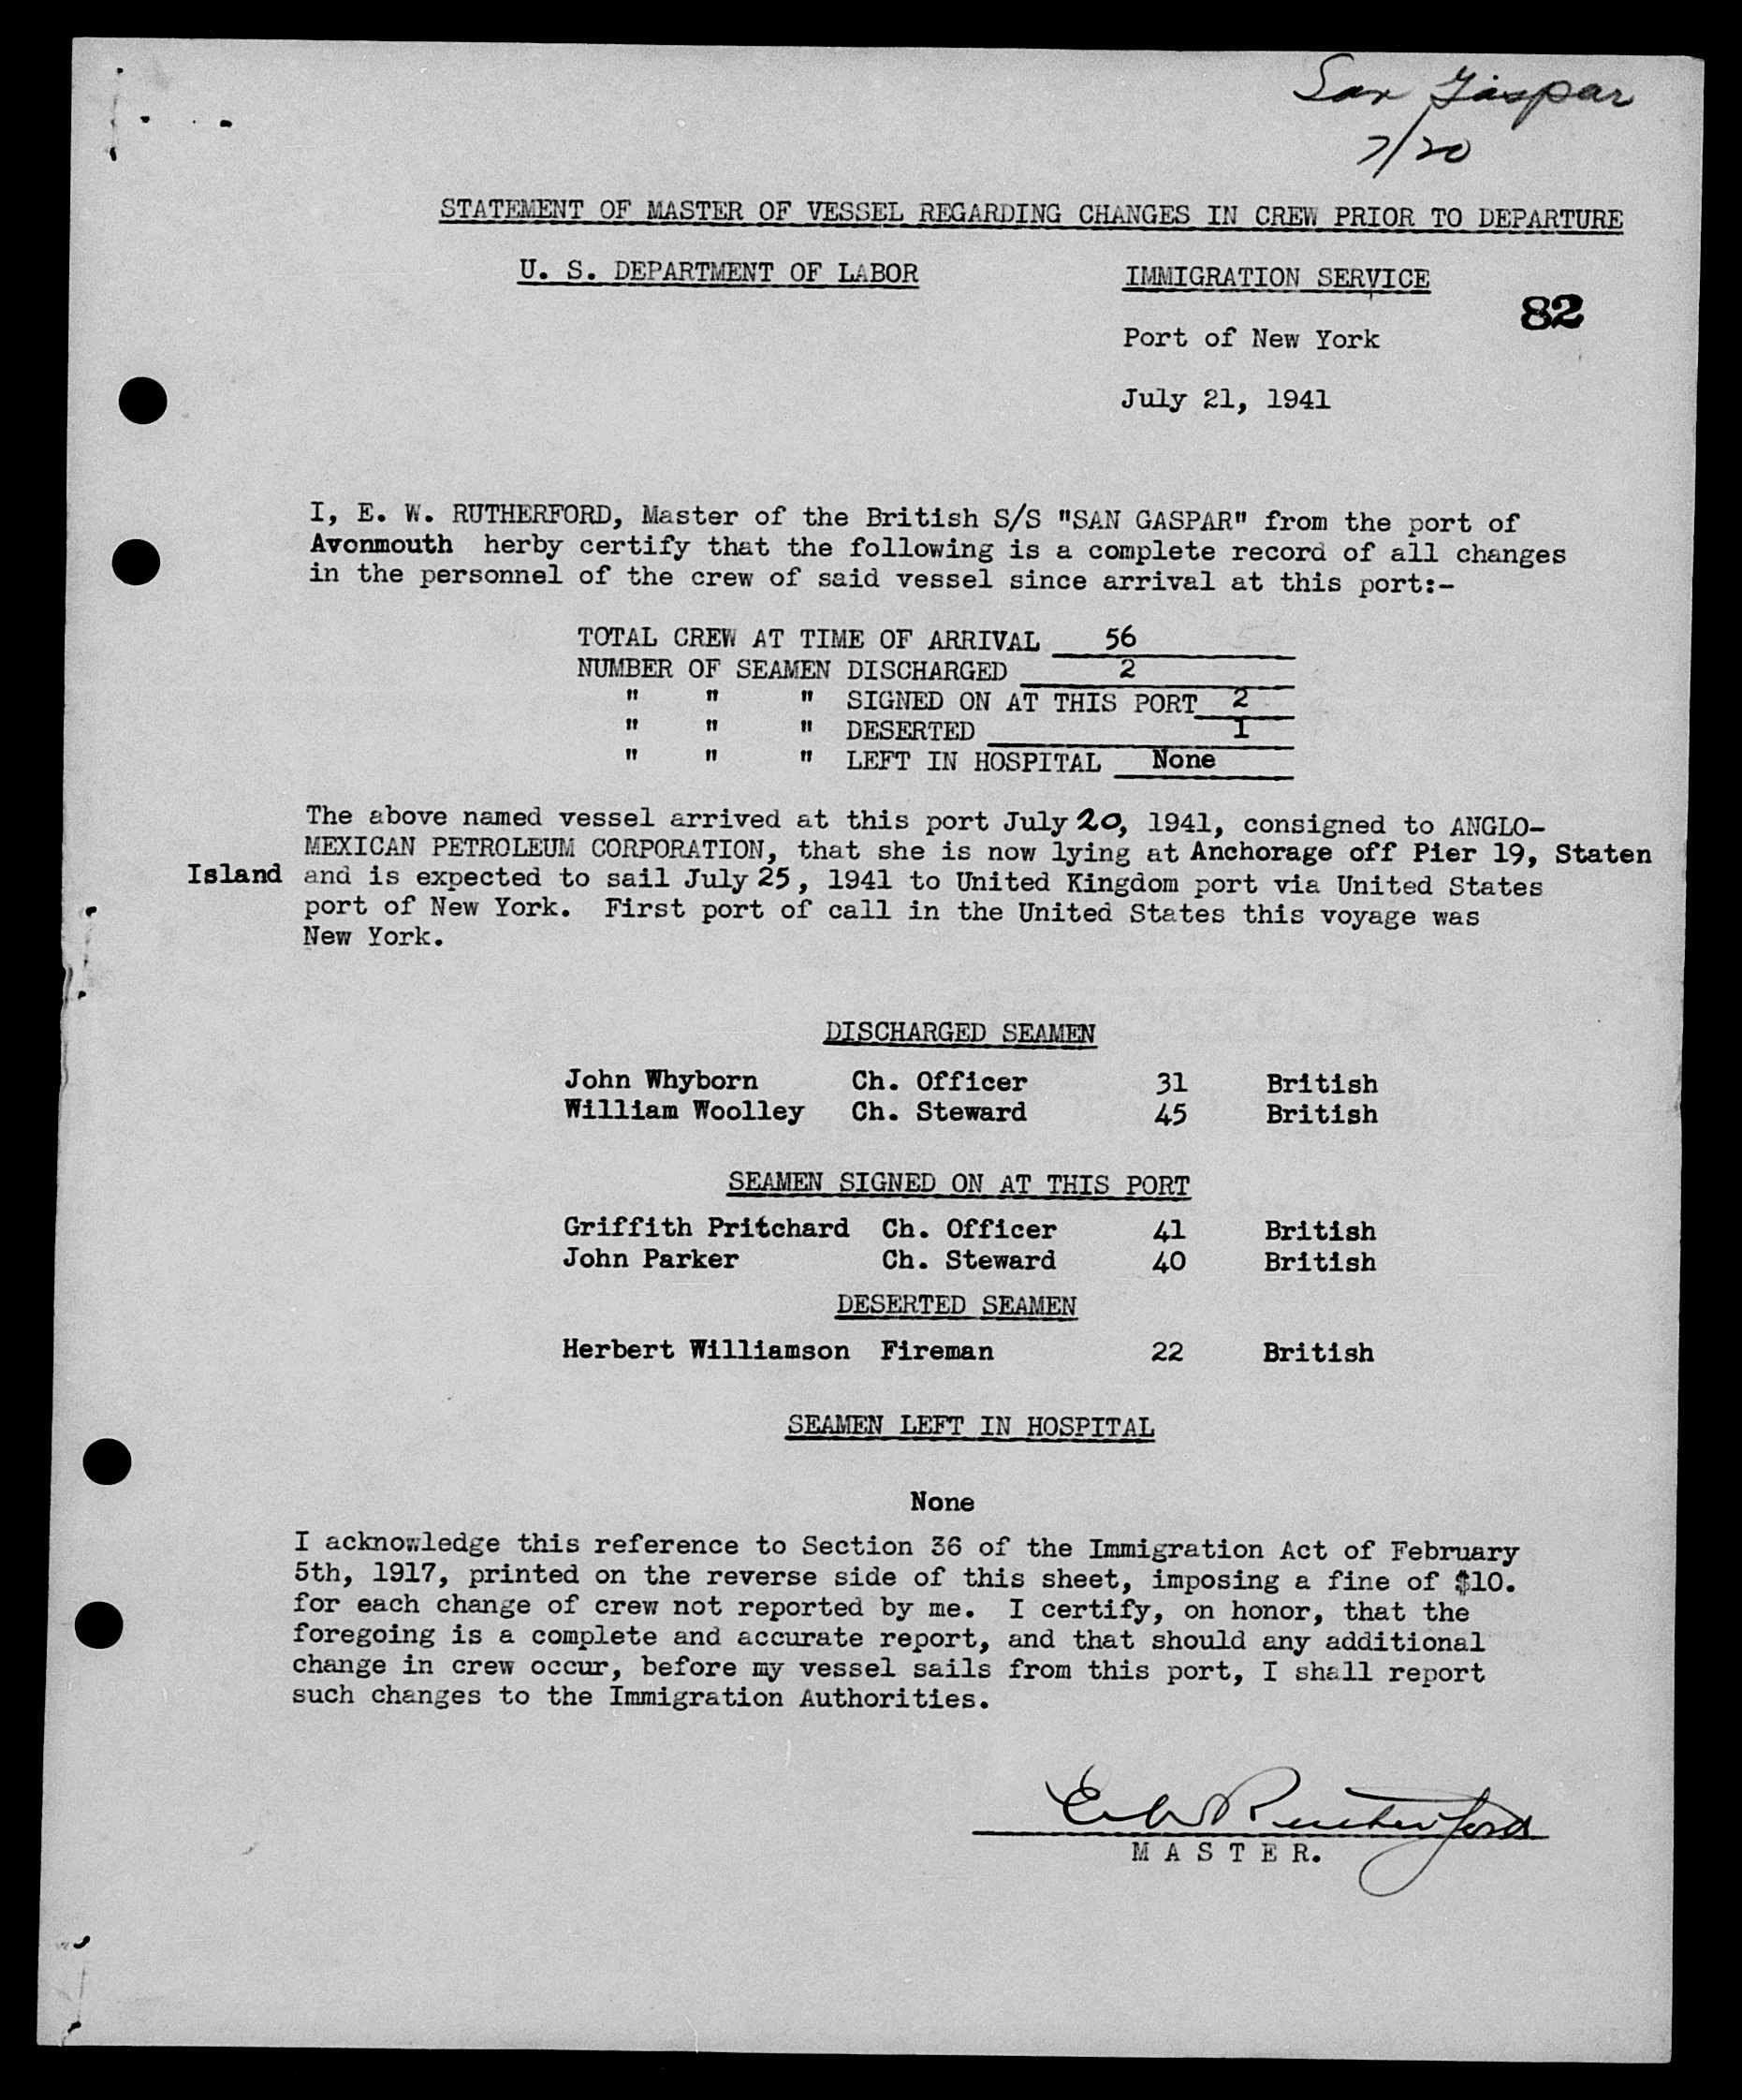 San Gaspar
7/20
STATEMENT OF MASTER OF VESSEL REGARDING CHANGES IN CREW PRIOR TO DEPARTURE
U. S. DEPARTMENT OF LABOR IMMIGRATION SERVICE
82
Port of New York
July 21, 1941
I, E. W. RUTHERFORD, Master of the British S/S "SAN GASPAR" from the port of
Avonmouth herby certify that the following is a complete record of all changes
in the personnel of the crew of said vessel since arrival at this port:-
TOTAL CREW AT TIME OF ARRIVAL 56
NUMBER OF SEAMEN DISCHARGED 2
" " " SIGNED ON AT THIS PORT 2
" " " DESERTED 1
" " " LEFT IN HOSPITAL None
The above named vessel arrived at this port July 20, 1941, consigned to ANGLO-
MEXICAN PETROLEUM CORPORATION, that she is now lying at Anchorage off Pier 19, Staten
Island and is expected to sail July 25, 1941 to United Kingdom port via United States
port of New York. First port of call in the United States this voyage was
New York.
DISCHARGED SEAMEN
John Whyborn Ch. Officer 31 British
William Woolley Ch. Steward 45 British
SEAMEN SIGNED ON AT THIS PORT
Griffith Pritchard Ch. Officer 41 British
John Parker Ch. Steward 40 British
DESERTED SEAMEN
Herbert Williamson Fireman 22 British
SEAMEN LEFT IN HOSPITAL
None
I acknowledge this reference to Section 36 of the Immigration Act of February
5th, 1917, printed on the reverse side of this sheet, imposing a fine of $10.
for each change of crew not reported by me. I certify, on honor, that the
foregoing is a complete and accurate report, and that should any additional
change in crew occur, before my vessel sails from this port, I shall report
such changes to the Immigration Authorities.
E W Rutherford
M A S T E R.